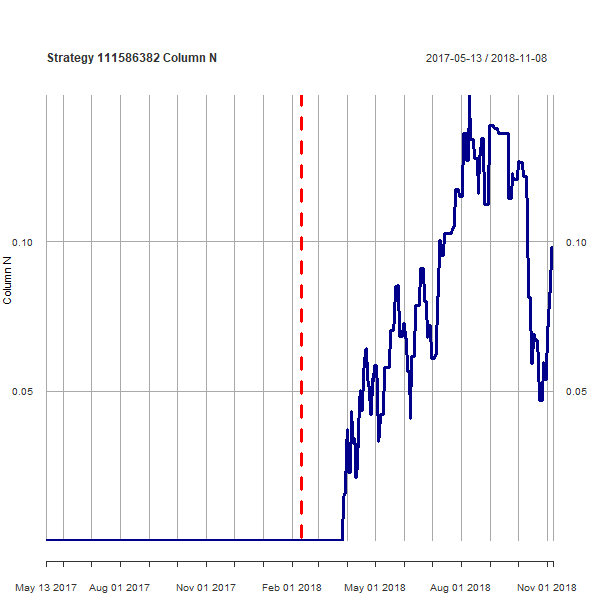 Strategy 111586382 Column N
2017-05-13 / 2018-11-08
0.10
0.10
Column N
0.05
0.05
May 13 2017
Aug 01 2017
Nov 01 2017
Feb 01 2018
May 01 2018
Aug 01 2018
Nov 01 2018